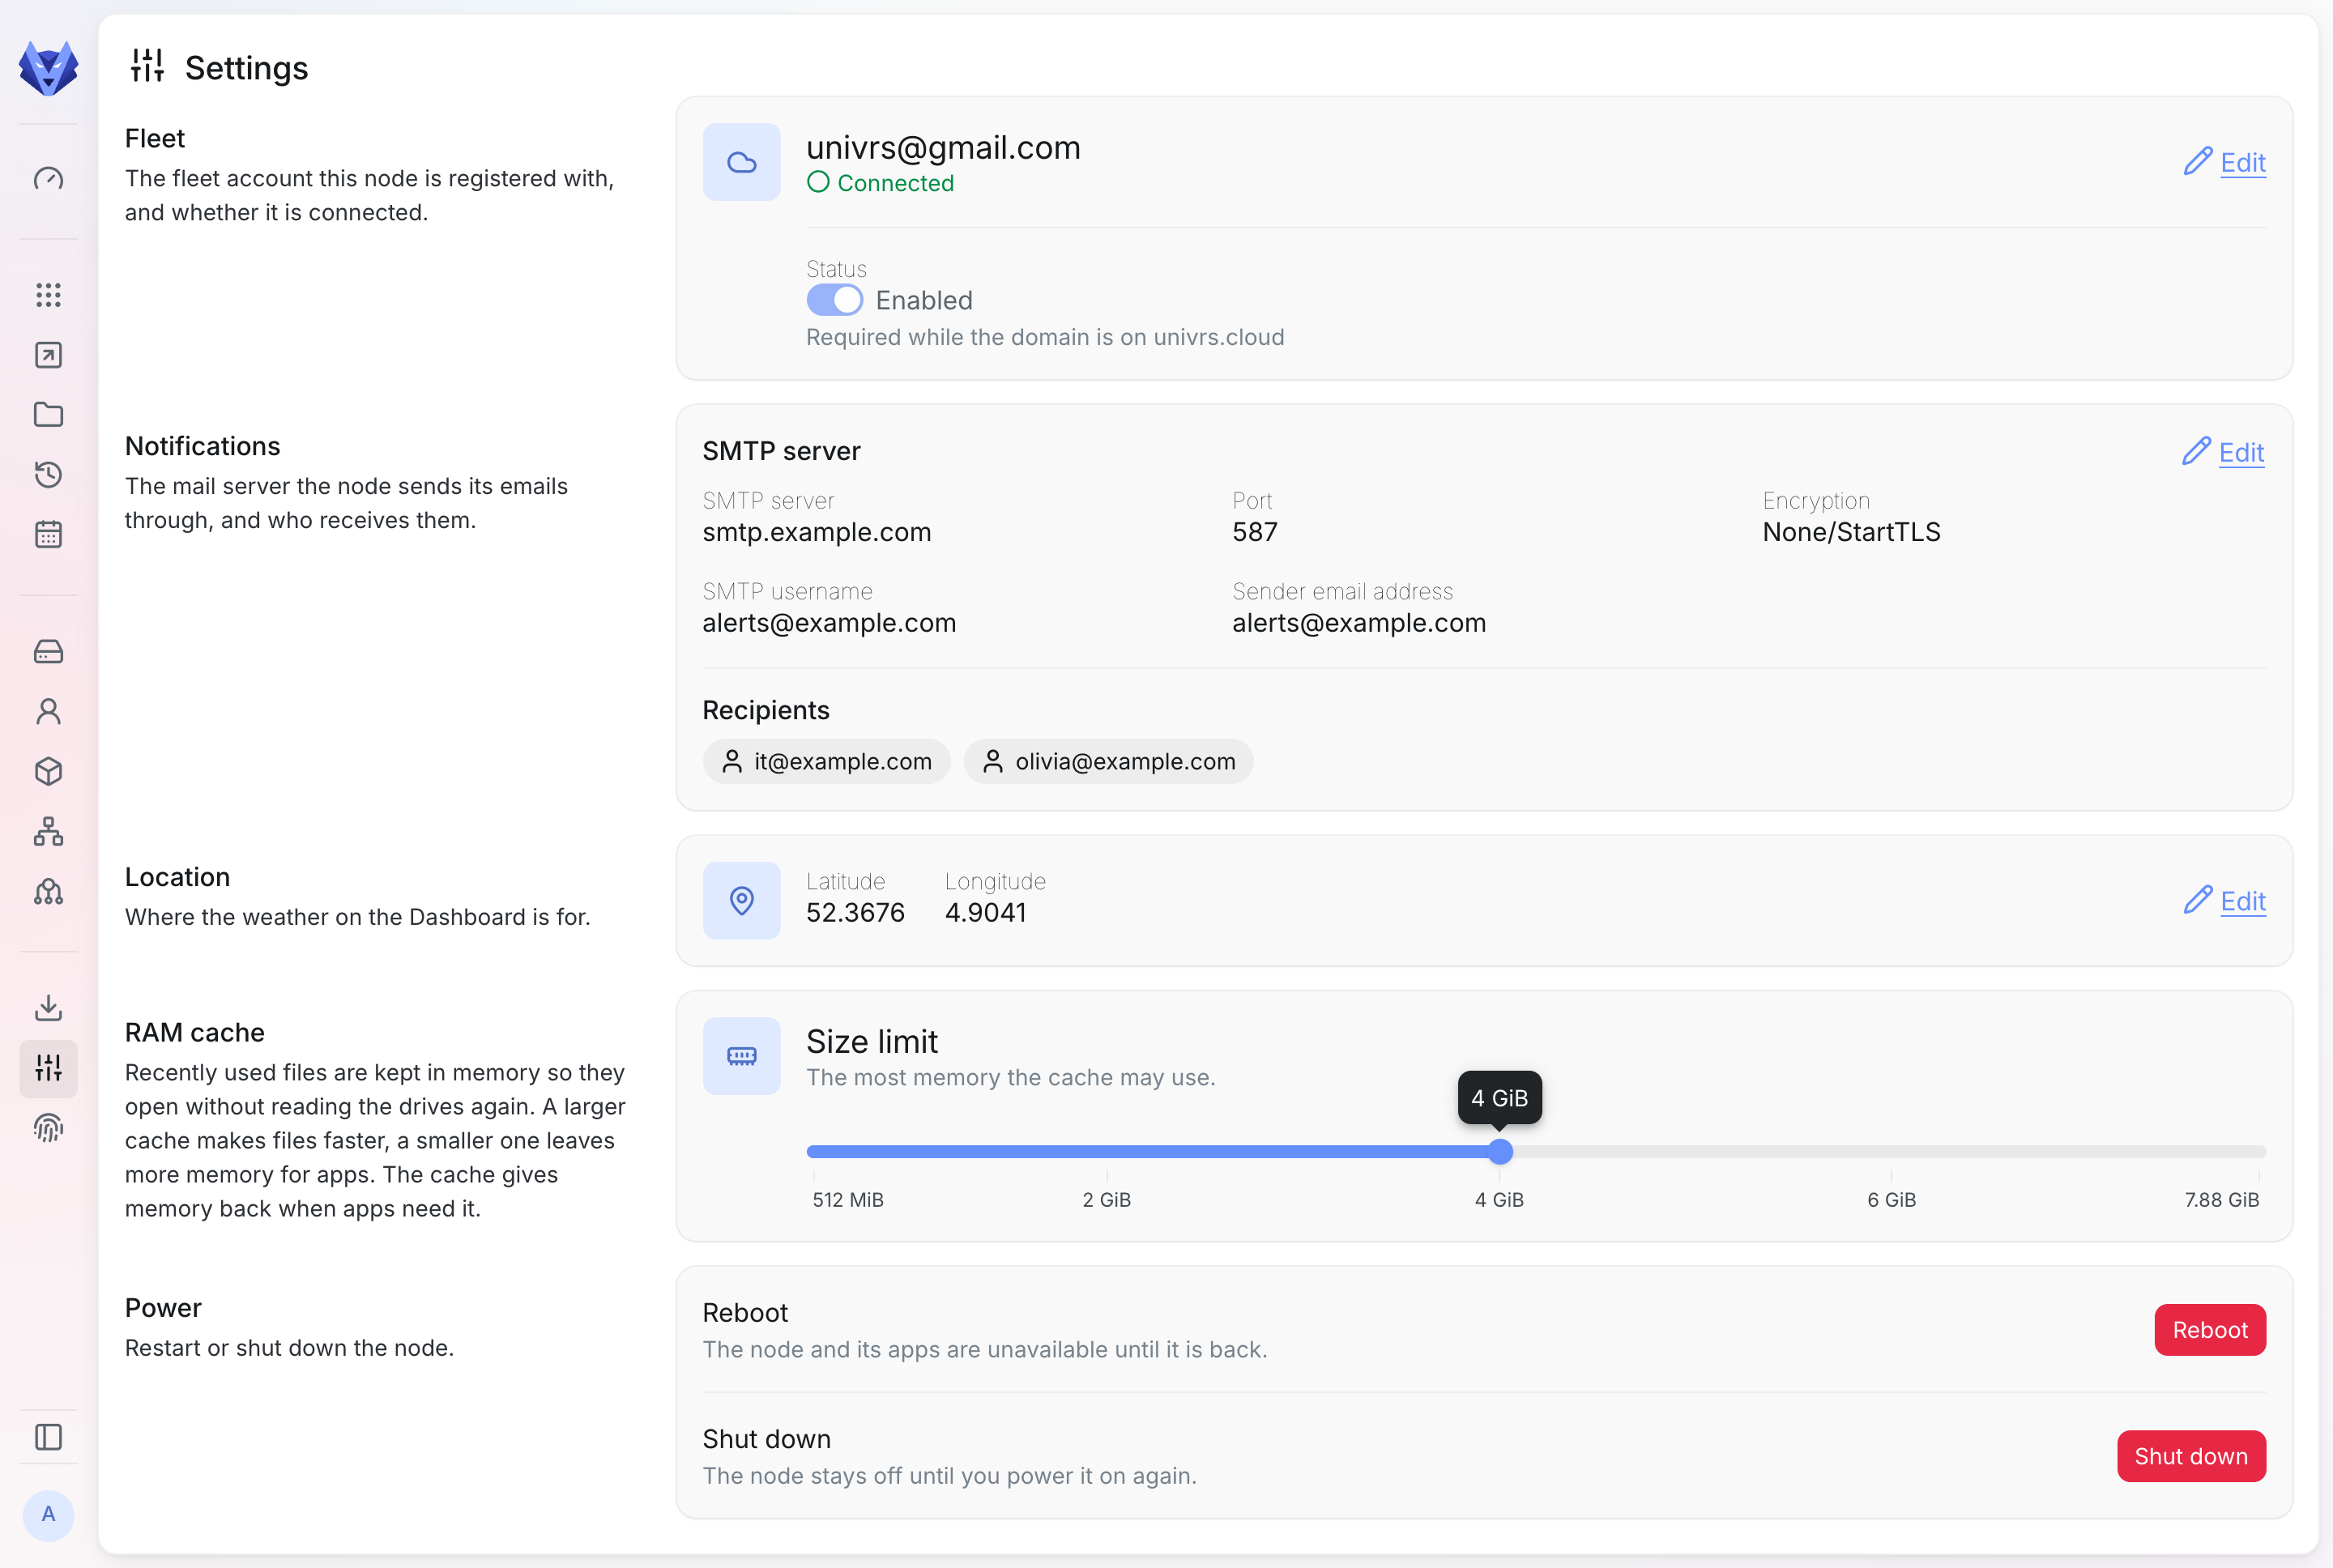 Settings
Fleet
The fleet account this node is registered with,
and whether it is connected.
univrs@gmail.com
Connected
Edit
Status
Enabled
Required while the domain is on univrs.cloud
Notifications
The mail server the node sends its emails
through, and who receives them.
SMTP server
Edit
SMTP server
smtp.example.com
Port
587
Encryption
None/StartTLS
SMTP username
alerts@example.com
Sender email address
alerts@example.com
Recipients
it@example.com
olivia@example.com
Location
Where the weather on the Dashboard is for.
Latitude
52.3676
Longitude
4.9041
Edit
RAM cache
Recently used files are kept in memory so they
open without reading the drives again. A larger
cache makes files faster, a smaller one leaves
more memory for apps. The cache gives
memory back when apps need it.
Size limit
The most memory the cache may use.
4 GiB
512 MiB
2 GiB
4 GiB
6 GiB
7.88 GiB
Power
Restart or shut down the node.
Reboot
The node and its apps are unavailable until it is back.
Reboot
Shut down
The node stays off until you power it on again.
Shut down
A